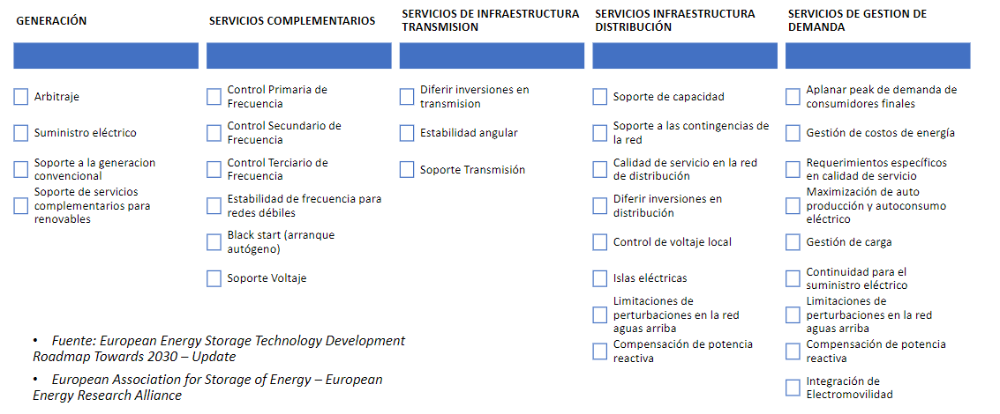 GENERACIÓN
Arbitraje
Suministro eléctrico
Soporte a la generacion
convencional
Soporte de servicios
complementarios para
renovables
SERVICIOS COMPLEMENTARIOS
Control Primaria de
Frecuencia
Control Secundario de
Frecuencia
Control Terciario de
Frecuencia
Estabilidad de frecuencia para
redes débiles
Black start (arranque
autógeno)
Soporte Voltaje
SERVICIOS DE INFRAESTRUCTURA
TRANSMISION
Diferir inversiones en
transmision
Estabilidad angular
Soporte Transmisión
SERVICIOS INFRAESTRUCTURA
DISTRIBUCIÓN
Soporte de capacidad
Soporte a las contingencias de
la red
Calidad de servicio en la red
de distribución
Diferir inversiones en
distribución
Control de voltaje local
Islas eléctricas
Limitaciones de
perturbaciones en la red
aguas arriba
Compensación de potencia
reactiva
SERVICIOS DE GESTION DE
DEMANDA
Aplanar peak de demanda de
consumidores finales
Gestión de costos de energía
Requerimientos específicos
en calidad de servicio
Maximización de auto
producción y autoconsumo
eléctrico
Gestión de carga
Continuidad para el
suministro eléctrico
Limitaciones de
perturbaciones en la red
aguas arriba
Compensación de potencia
reactiva
Integración de
Electromovilidad
• Fuente: European Energy Storage Technology Development
Roadmap Towards 2030 – Update
• European Association for Storage of Energy – European
Energy Research Alliance